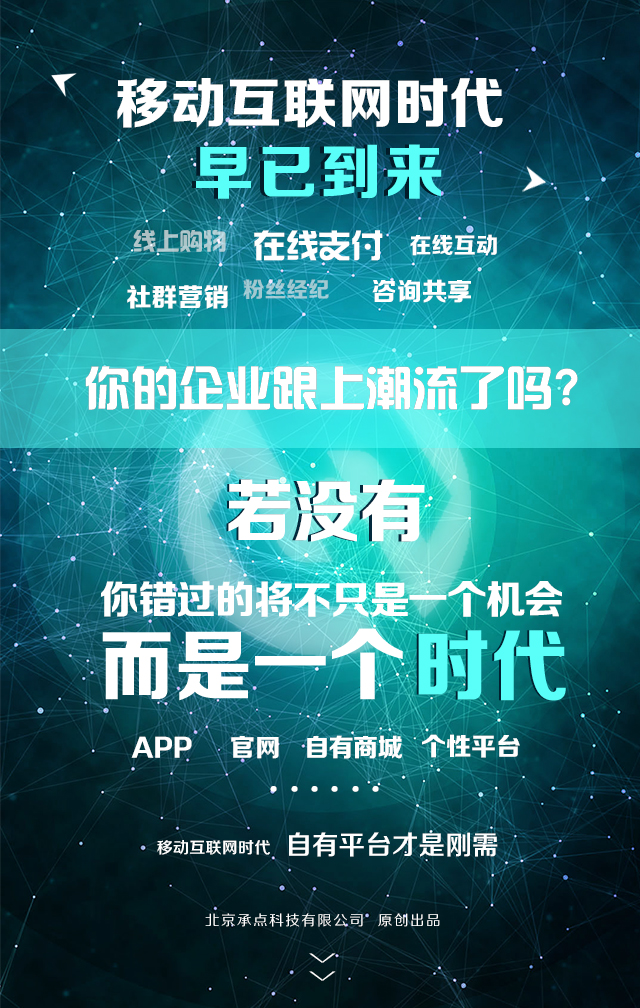 移动互联网时代
早已到来
线上购物 在线支付 在线互动
社群营销 粉丝经纪 咨询共享
你的企业跟上潮流了吗?
若没有
你错过的将不只是一个机会
而是一个时代
APP 官网 自有商城 个性平台
······
移动互联网时代 自有平台才是刚需
北京承点科技有限公司 原创出品